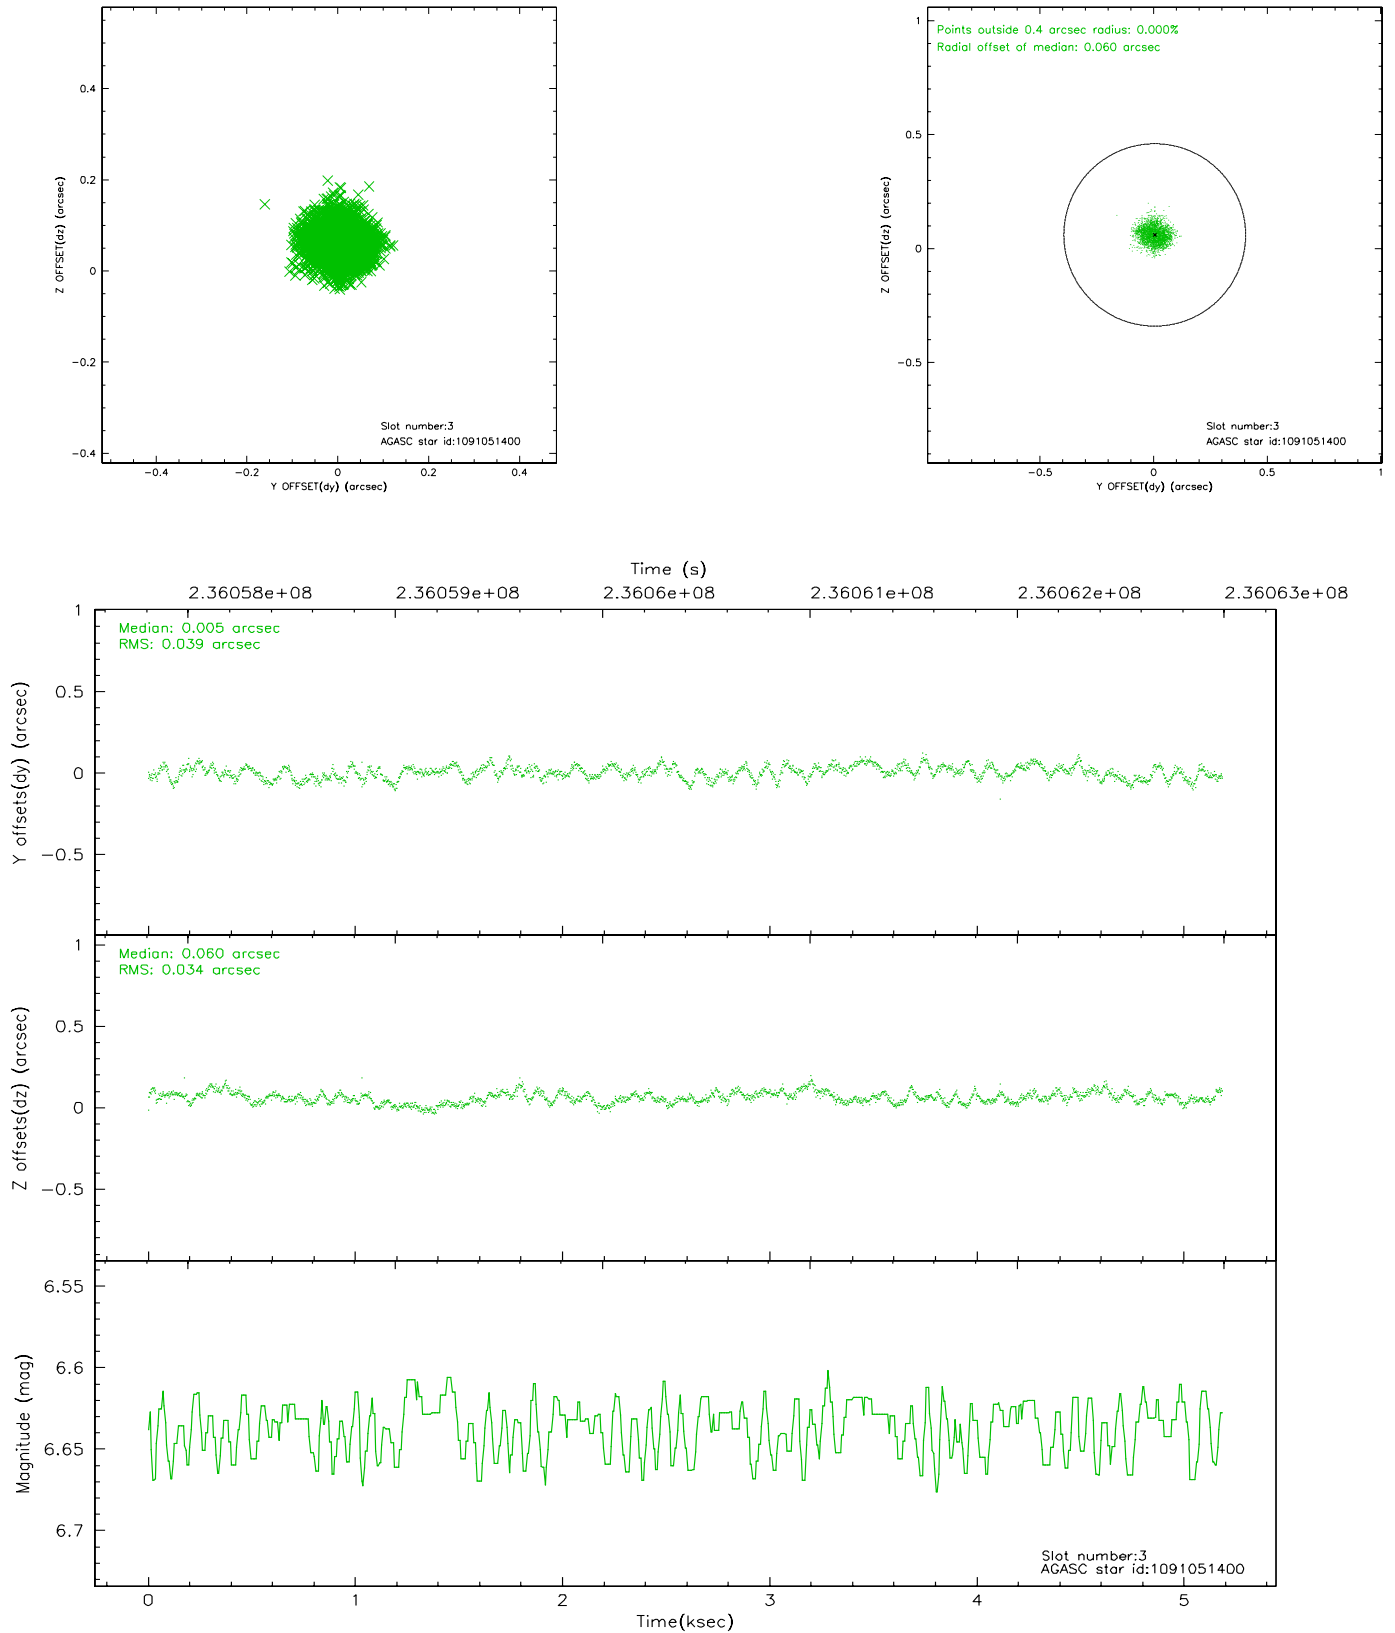 0.4
0.2
0
−0.2
−0.4
Z OFFSET(dz) (arcsec)
Slot number:3
AGASC star id:1091051400
−0.4
−0.2
0
0.2
0.4
Y OFFSET(dy) (arcsec)
Points outside 0.4 arcsec radius: 0.000%
Radial offset of median: 0.060 arcsec
1
0.5
0
−0.5
Z OFFSET(dz) (arcsec)
Slot number:3
AGASC star id:1091051400
−0.5
0
0.5
1
Y OFFSET(dy) (arcsec)
Time (s)
2.36058e+08
2.36059e+08
2.3606e+08
2.36061e+08
2.36062e+08
2.36063e+08
Median: 0.005 arcsec
RMS: 0.039 arcsec
1
0.5
0
−0.5
Y offsets(dy) (arcsec)
Median: 0.060 arcsec
RMS: 0.034 arcsec
1
0.5
0
−0.5
Z offsets(dz) (arcsec)
6.55
6.6
6.65
6.7
Magnitude (mag)
Slot number:3
AGASC star id:1091051400
0
1
2
3
4
5
Time(ksec)